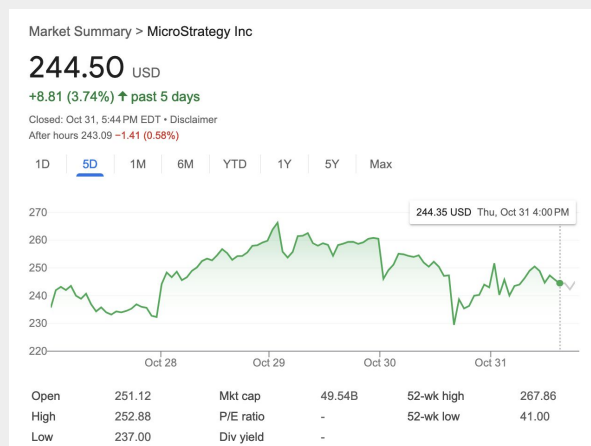 Market Summary > MicroStrategy Inc
244.50 USD
+8.81 (3.74%) ↑ past 5 days
Closed: Oct 31, 5:44 PM EDT • Disclaimer
After hours 243.09 −1.41 (0.58%)
1D 5D 1M 6M YTD 1Y 5Y Max
244.35 USD Thu, Oct 31 4:00 PM
270
260
250
240
230
220
Oct 28 Oct 29 Oct 30 Oct 31
Open 251.12 Mkt cap 49.54B 52-wk high 267.86
High 252.88 P/E ratio - 52-wk low 41.00
Low 237.00 Div yield -